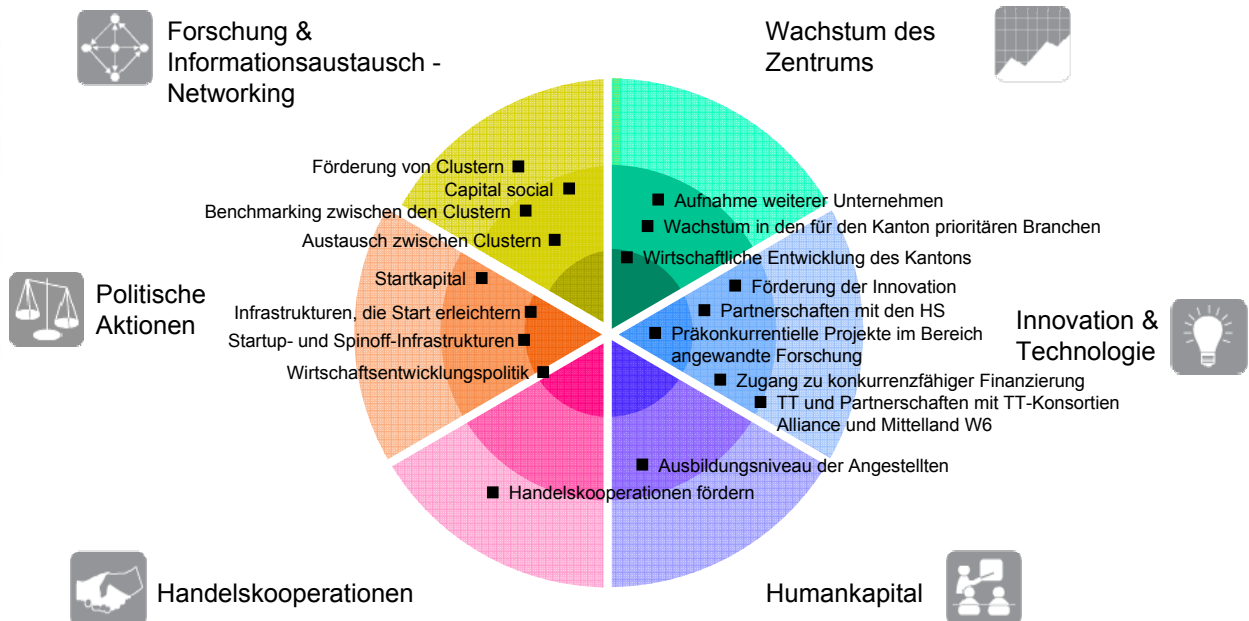 Forschung &
Informationsaustausch -
Networking
Wachstum des
Zentrums
Förderung von Clustern
Capital social
Benchmarking zwischen den Clustern
Austausch zwischen Clustern
Aufnahme weiterer Unternehmen
Wachstum in den für den Kanton prioritären Branchen
Wirtschaftliche Entwicklung des Kantons
Politische
Aktionen
Startkapital
Infrastrukturen, die Start erleichtern
Startup- und Spinoff-Infrastrukturen
Wirtschaftsentwicklungspolitik
Förderung der Innovation
Partnerschaften mit den HS
Präkonkurrentielle Projekte im Bereich
angewandte Forschung
Zugang zu konkurrenzfähiger Finanzierung
TT und Partnerschaften mit TT-Konsortien
Alliance und Mittelland W6
Innovation &
Technologie
Ausbildungsniveau der Angestellten
Handelskooperationen fördern
Handelskooperationen
Humankapital